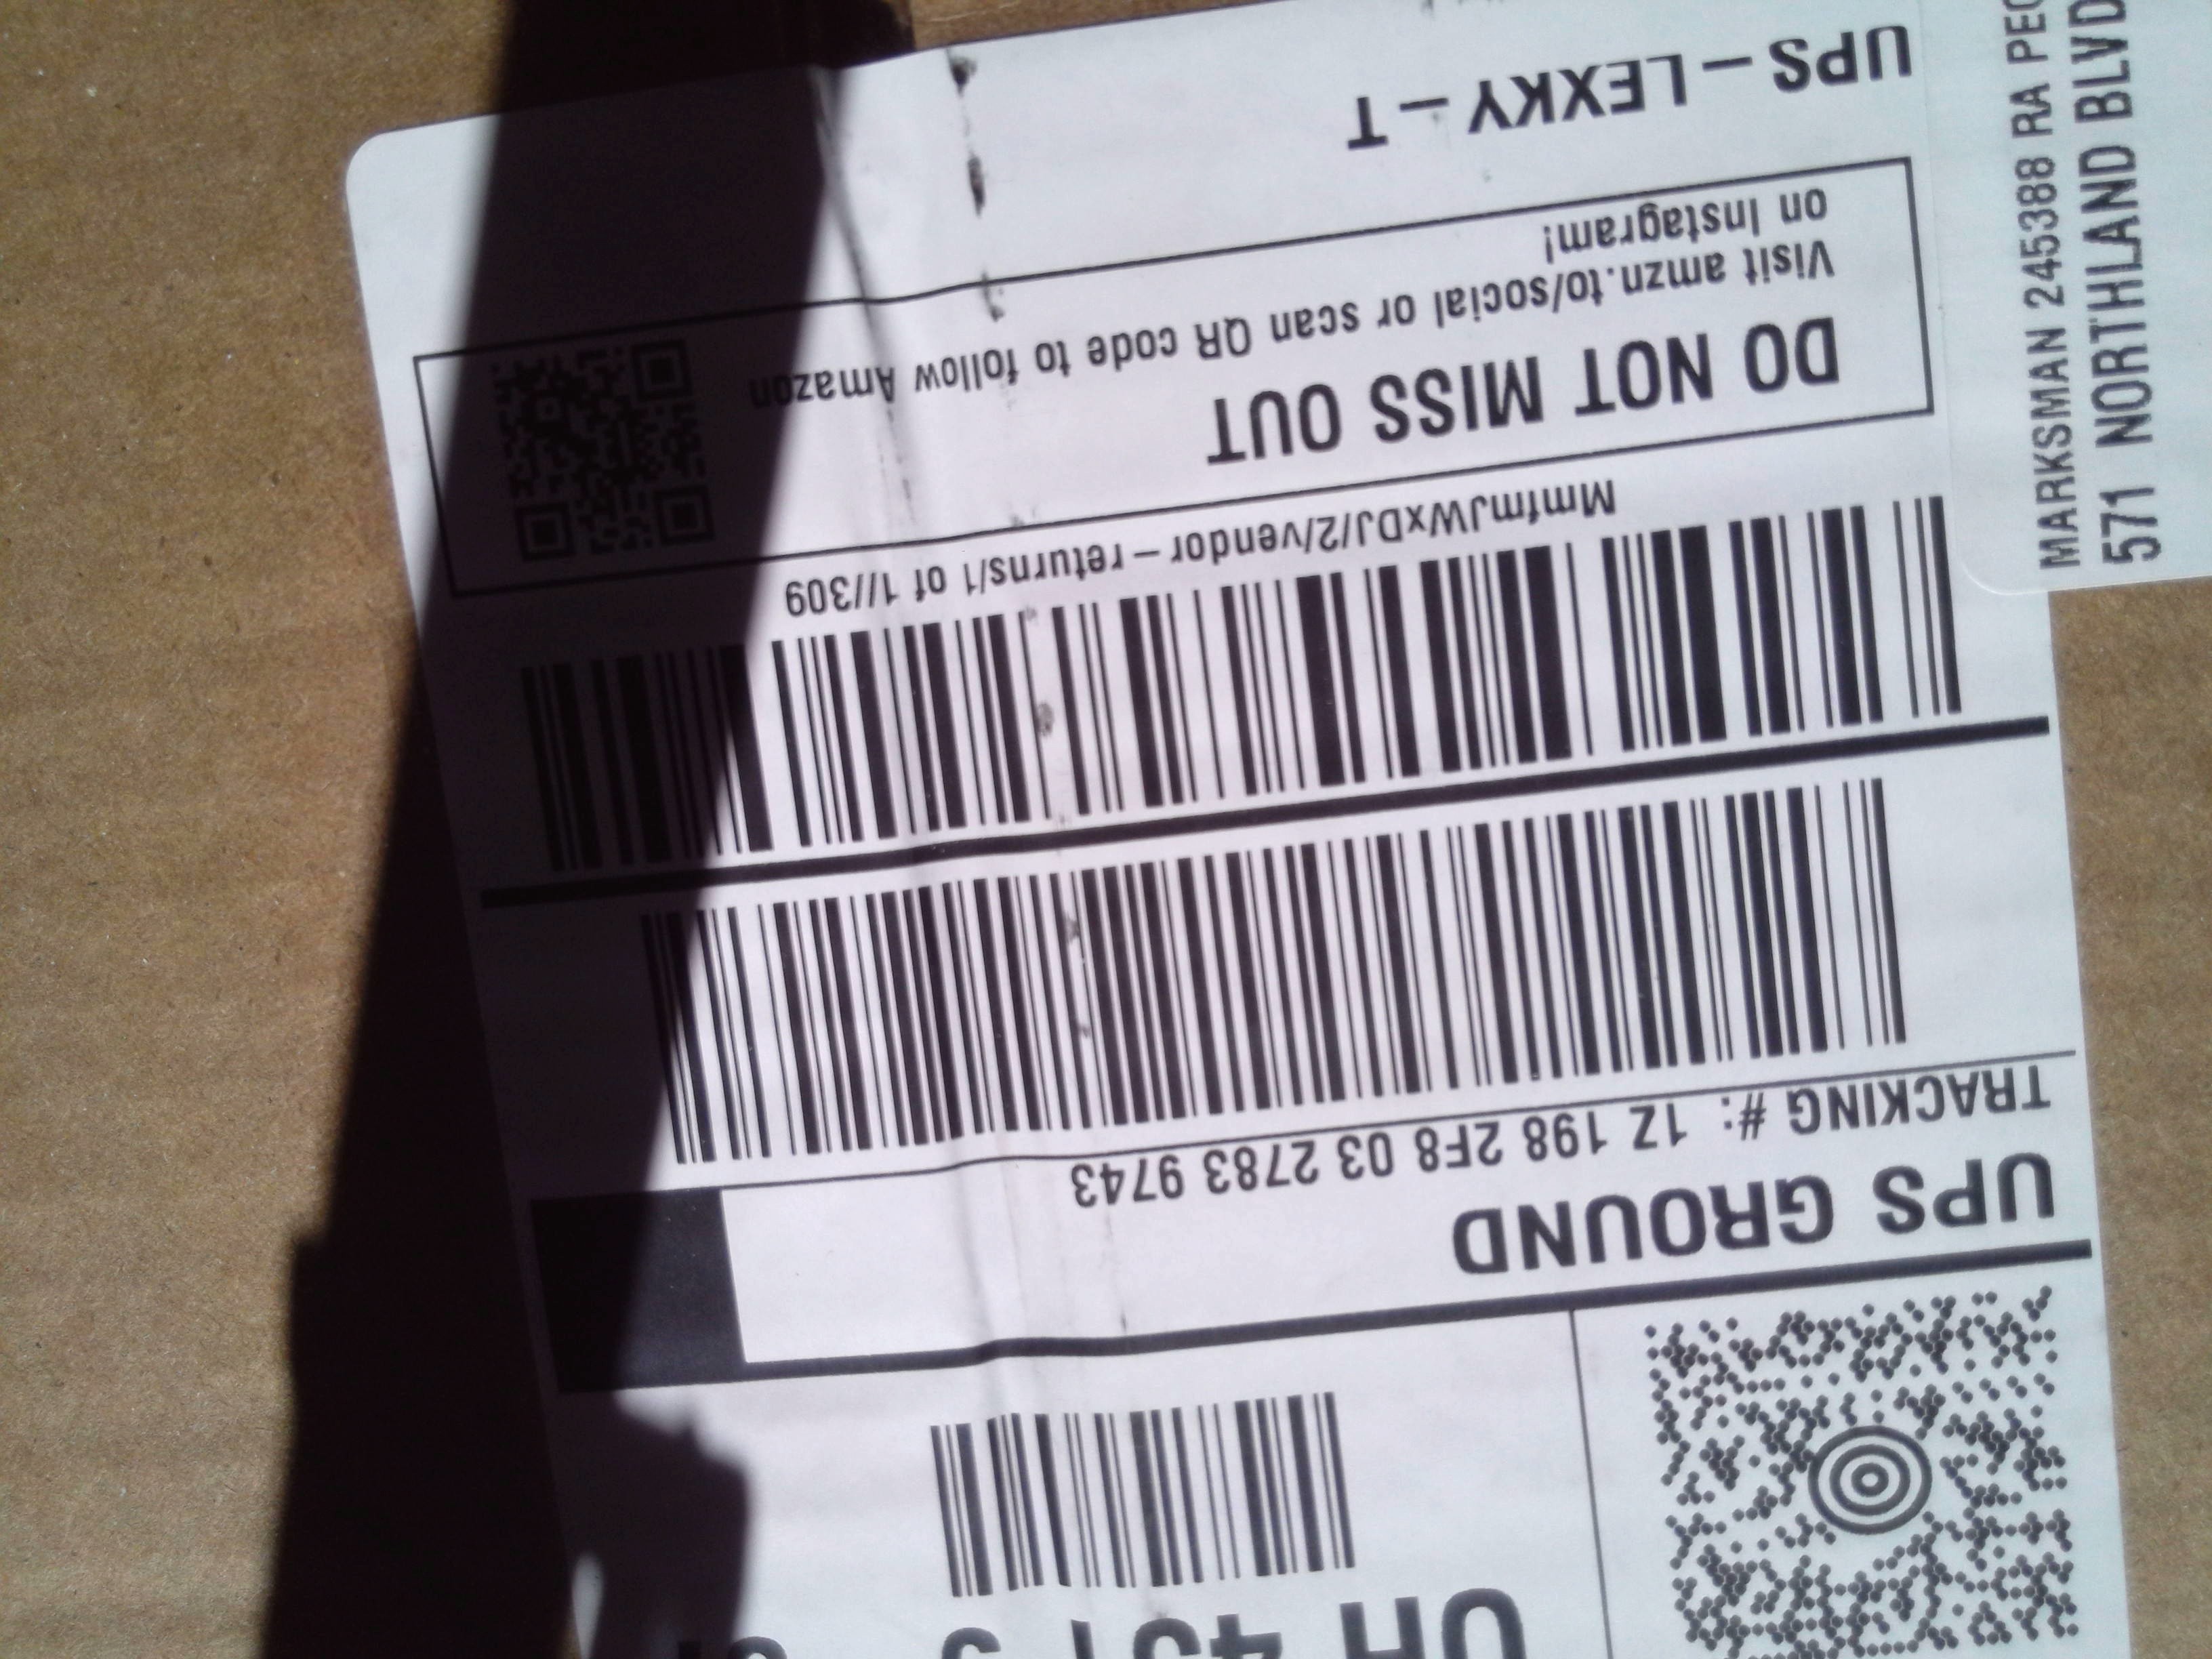 UPS GROUND
TRACKING #: 1Z 198 2F8 03 2783 9743
MmfmJWxDJ/2/vendor – returns/1 of 1//309
DO NOT MISS OUT
Visit amzn.to/social or scan QR code to follow Amazon
on Instagram!
UPS – LEXKY – T
MARKSMAN 245388 RA
571 NORTHLAND BLVD